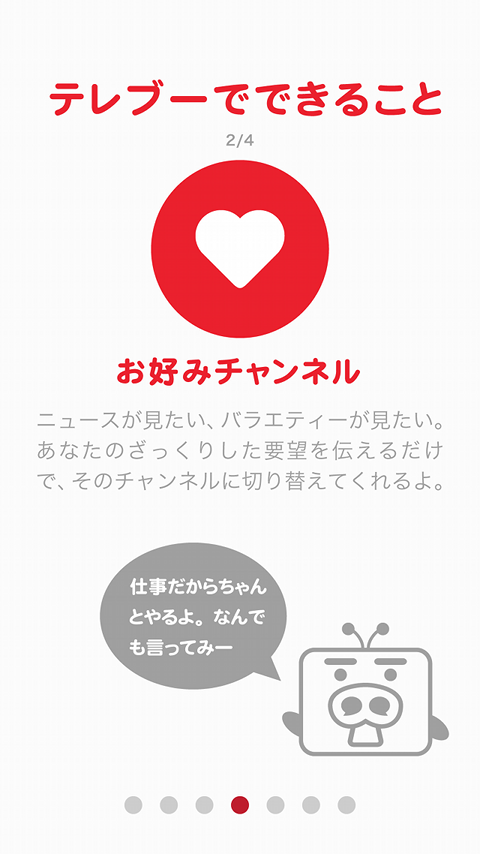 テレブーでできること
2/4
お好みチャンネル
ニュースが見たい、バラエティーが見たい。
あなたのざっくりした要望を伝えるだけ
で、そのチャンネルに切り替えてくれるよ。
仕事だからちゃん
とやるよ。なんで
も言ってみー